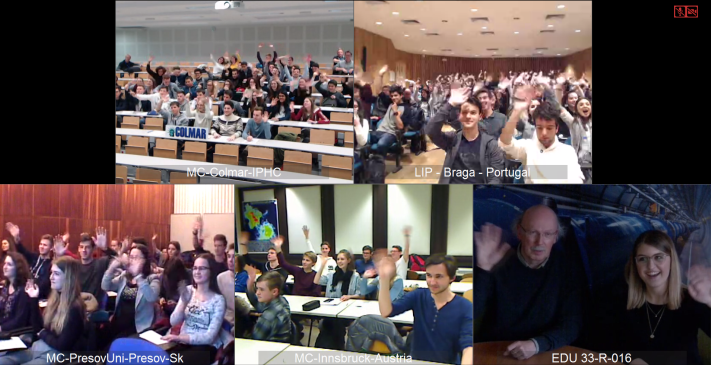 COLMAR
MC-Colmar-IPHC
LIP - Braga - Portugal
MC-PresovUni-Presov-Sk
MC-Innsbruck-Austria
EDU 33-R-016